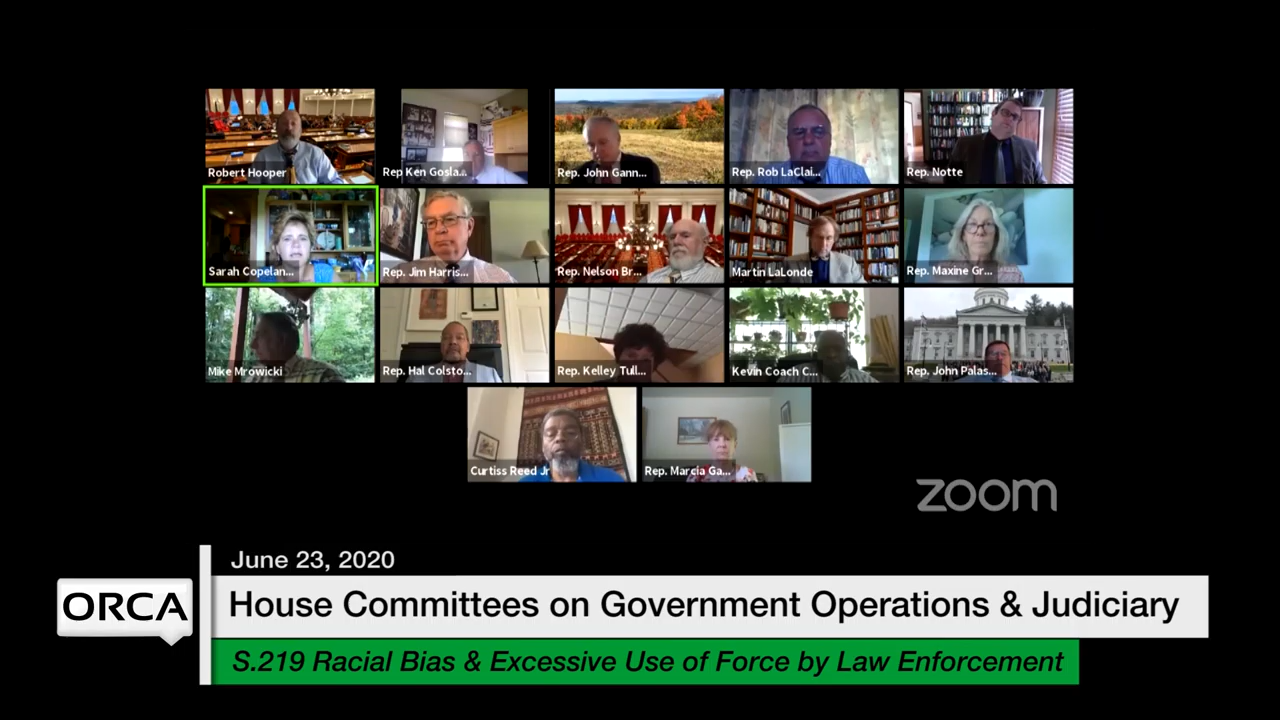 Robert Hooper
Rep Ken Gosla...
Rep. John Gann...
Rep. Rob LaClai...
Rep. Notte
Sarah Copelan...
Rep. Jim Harris...
Rep. Nelson Br...
Martin LaLonde
Rep. Maxine Gr...
Mike Mrowicki
Rep. Hal Colsto...
Rep. Kelley Tull...
Kevin Coach C...
Rep. John Palas...
Curtiss Reed Jr
Rep. Marcia Ga...
zoom
June 23, 2020
ORCA
House Committees on Government Operations & Judiciary
S.219 Racial Bias & Excessive Use of Force by Law Enforcement